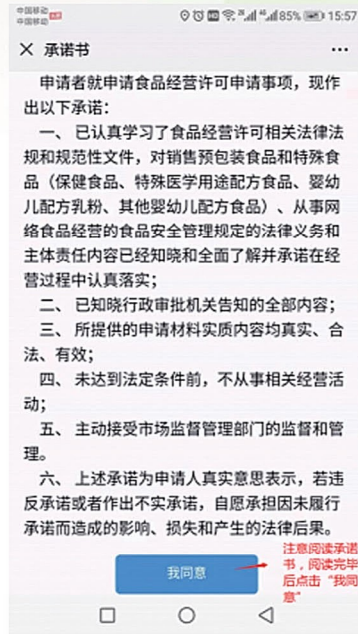 中国移动
中国移动
85% 15:57
承诺书
申请者就申请食品经营许可申请事项，现作
出以下承诺：
一、 已认真学习了食品经营许可相关法律法
规和规范性文件，对销售预包装食品和特殊食
品（保健食品、特殊医学用途配方食品、婴幼
儿配方乳粉、其他婴幼儿配方食品）、从事网
络食品经营的食品安全管理规定的法律义务和
主体责任内容已经知晓和全面了解并承诺在经
营过程中认真落实；
二、 已知晓行政审批机关告知的全部内容；
三、 所提供的申请材料实质内容均真实、合
法、有效；
四、 未达到法定条件前，不从事相关经营活
动；
五、 主动接受市场监督管理部门的监督和管
理。
六、 上述承诺为申请人真实意思表示，若违
反承诺或者作出不实承诺，自愿承担因未履行
承诺而造成的影响、损失和产生的法律后果。
我同意
注意阅读承诺
书，阅读完毕
后点击“我同
意”